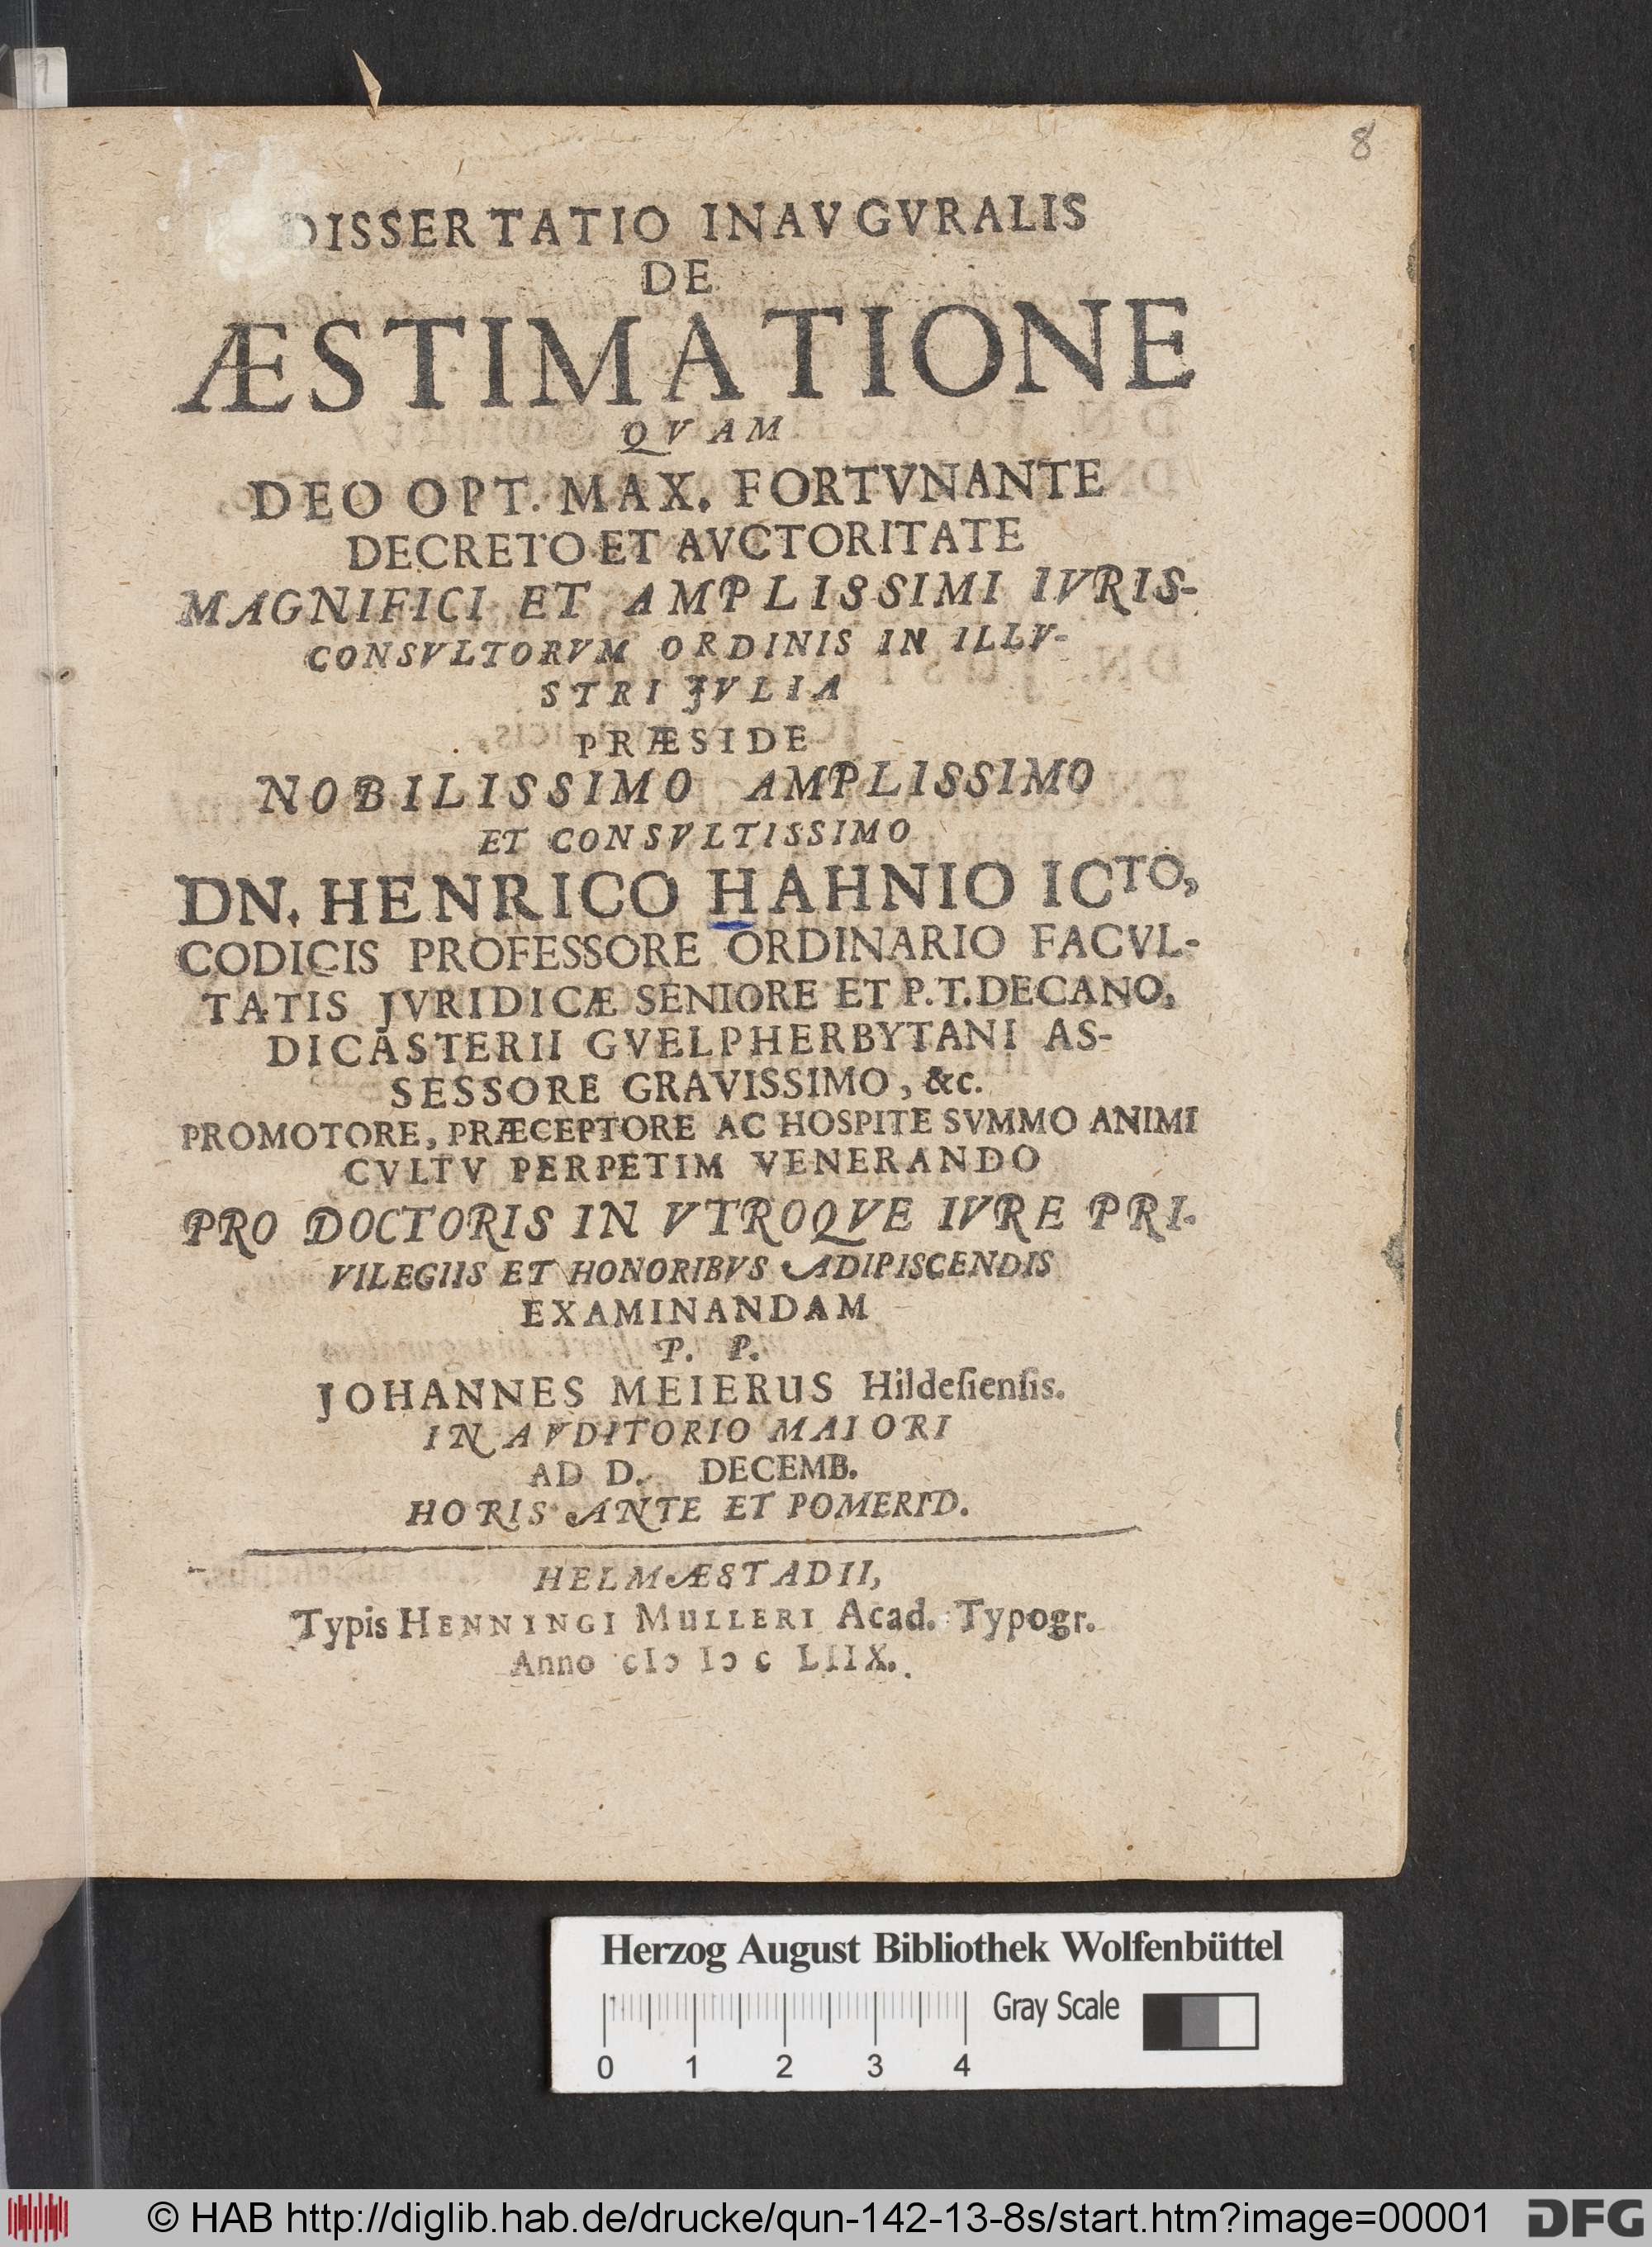 8
DISSERTATIO INAVGVRALIS
DE
ÆSTIMATIONE
QVAM
DEO OPT. MAX. FORTVNANTE
DECRETO ET AVCTORITATE
MAGNIFICI ET AMPLISSIMI IVRIS-
CONSVLTORVM ORDINIS IN ILLV-
STRI JVLIA
PRÆSIDE
NOBILISSIMO AMPLISSIMO
ET CONSVLTISSIMO
DN. HENRICO HAHNIO ICTO,
CODICIS PROFESSORE ORDINARIO FACVL-
TATIS JVRIDICÆ SENIORE ET P.T. DECANO,
DICASTERII GVELPHERBYTANI AS-
SESSORE GRAVISSIMO, &c.
PROMOTORE, PRÆCEPTORE AC HOSPITE SVMMO ANIMI
CVLTV PERPETIM VENERANDO
PRO DOCTORIS IN VTROQVE IVRE PRI-
VILEGIIS ET HONORIBVS ADIPISCENDIS
EXAMINANDAM
P. P.
JOHANNES MEIERUS Hildesiensis.
IN AVDITORIO MAIORI
AD D. DECEMB.
HORIS ANTE ET POMERID.
HELMÆSTADII,
Typis HENNINGI MULLERI Acad. Typogr.
Anno cIɔ Iɔ c LIIX.
Herzog August Bibliothek Wolfenbüttel
Gray Scale
0 1 2 3 4
© HAB http://diglib.hab.de/drucke/qun-142-13-8s/start.htm?image=00001
DFG